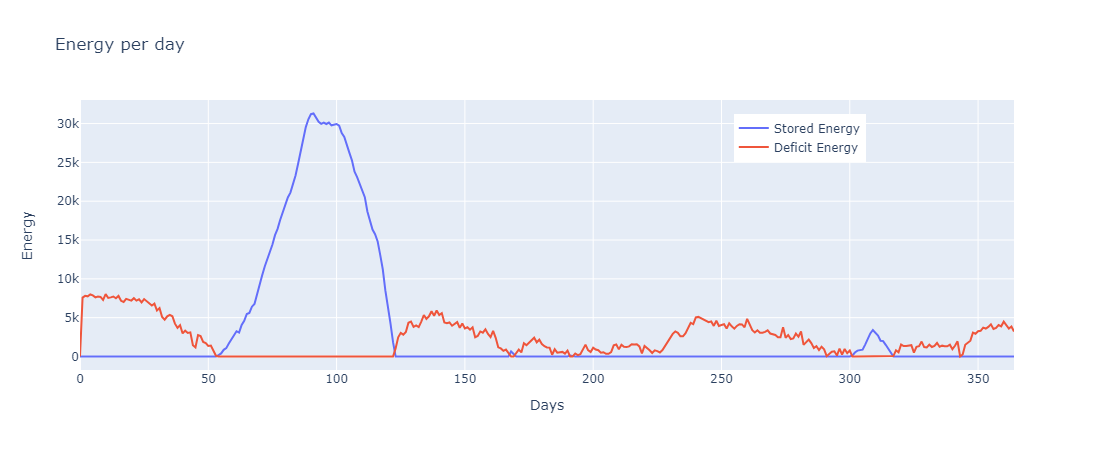 Energy per day
Stored Energy
Deficit Energy
Energy
30k
25k
20k
15k
10k
5k
0
0 50 100 150 200 250 300 350
Days